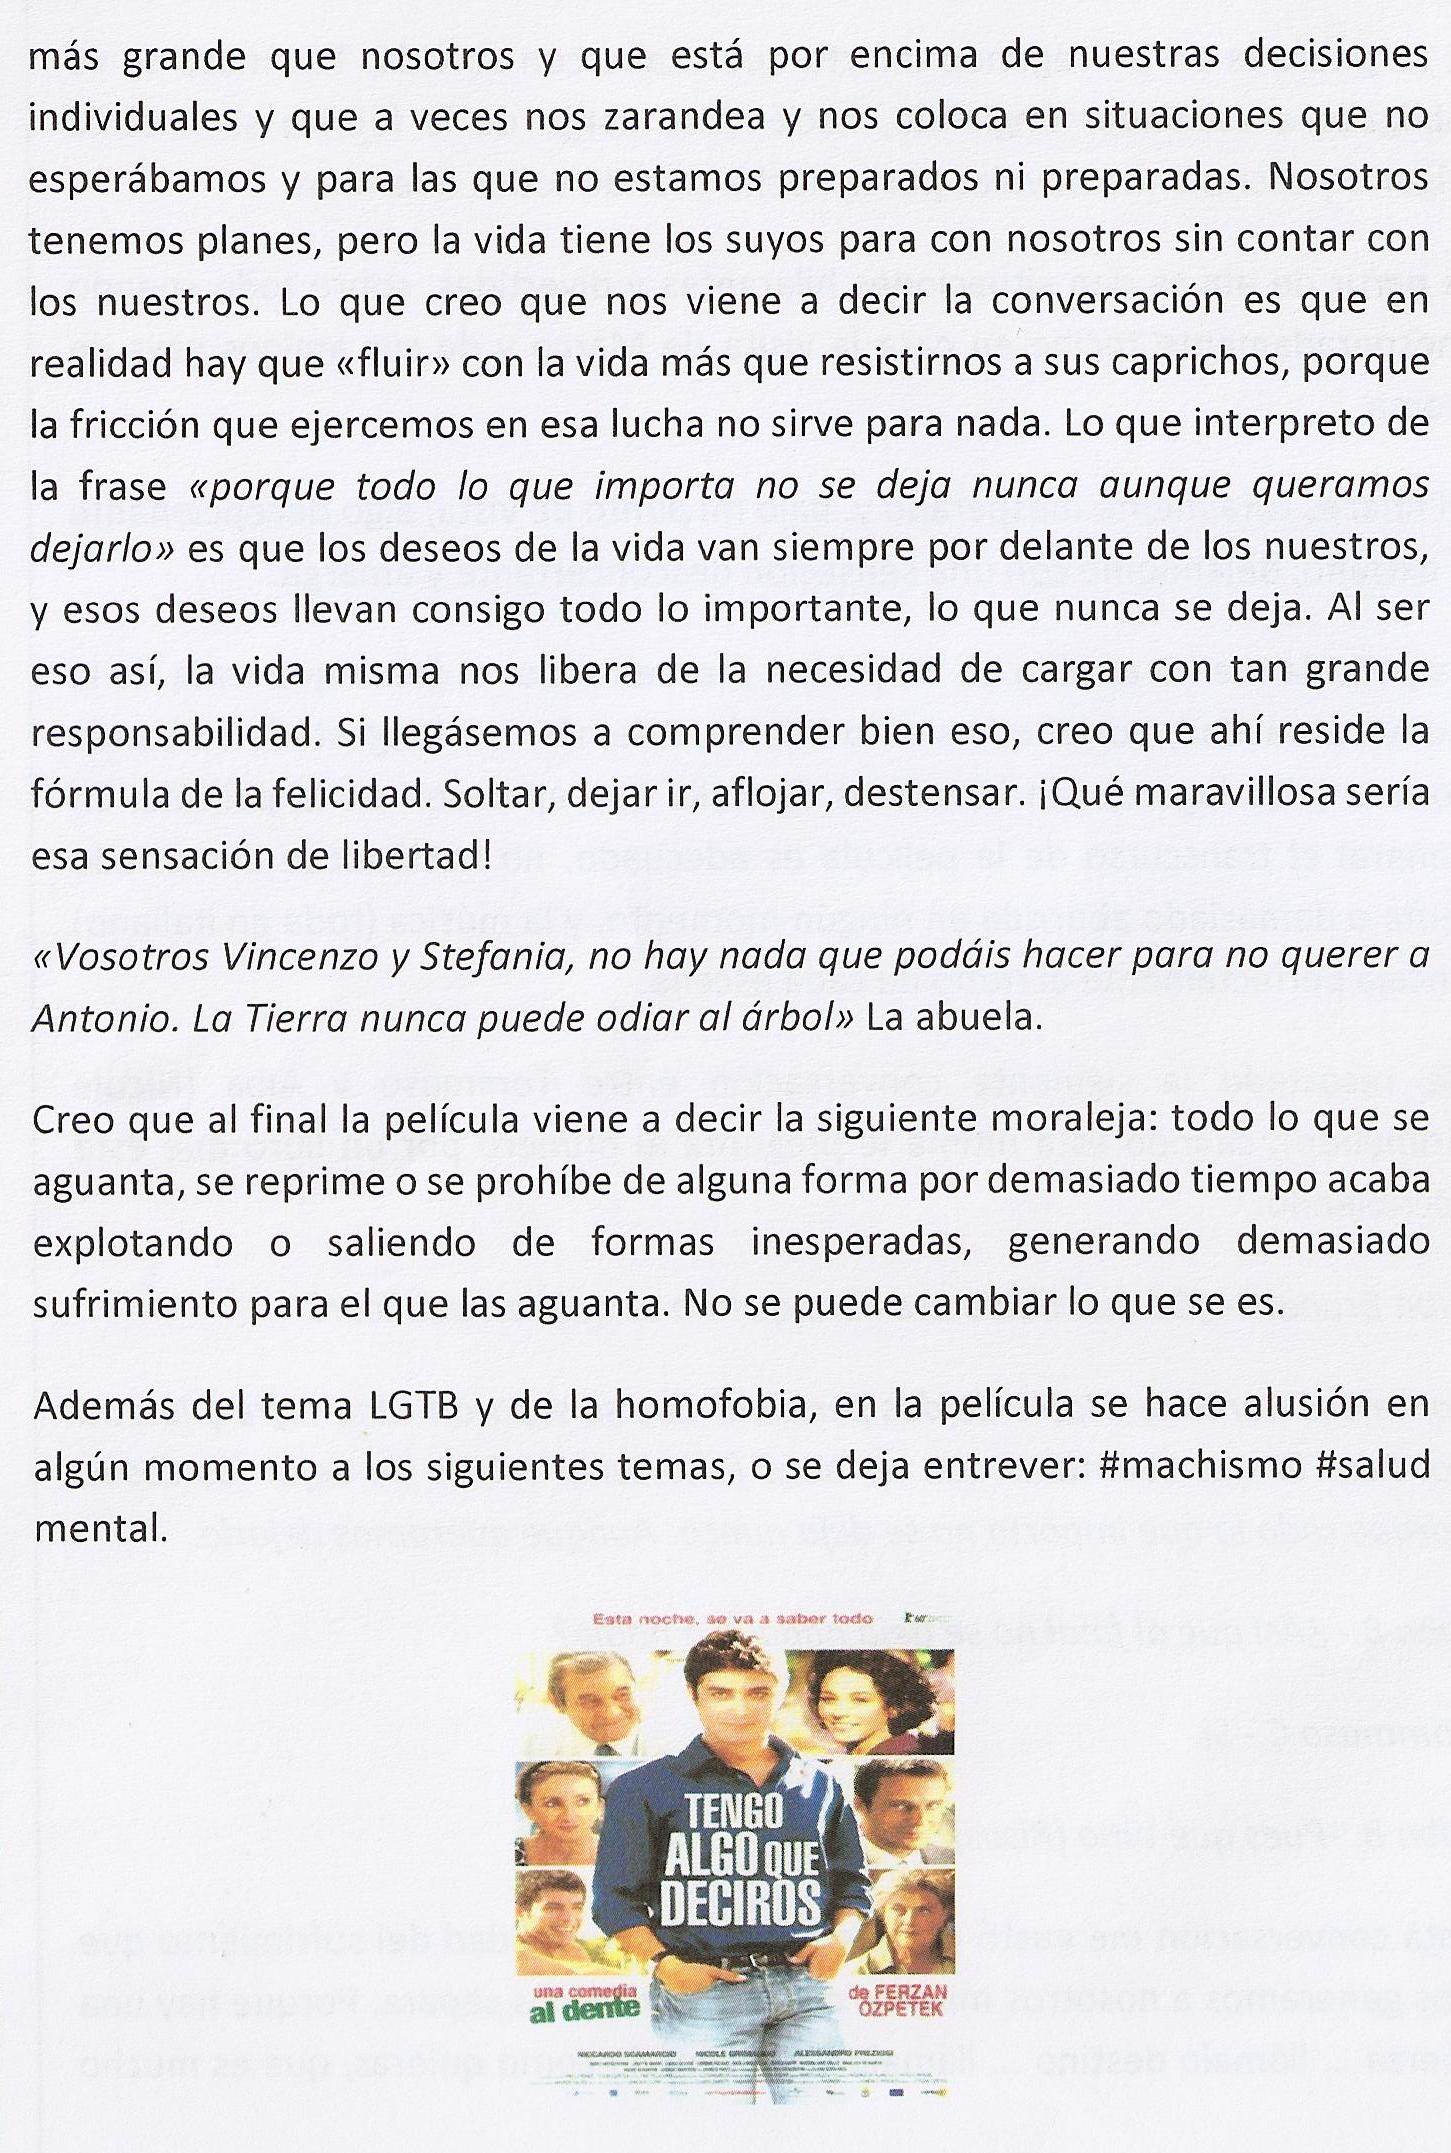 más grande que nosotros y que está por encima de nuestras decisiones
individuales y que a veces nos zarandea y nos coloca en situaciones que no
esperábamos y para las que no estamos preparados ni preparadas. Nosotros
tenemos planes, pero la vida tiene los suyos para con nosotros sin contar con
los nuestros. Lo que creo que nos viene a decir la conversación es que en
realidad hay que «fluir» con la vida más que resistirnos a sus caprichos, porque
la fricción que ejercemos en esa lucha no sirve para nada. Lo que interpreto de
la frase «porque todo lo que importa no se deja nunca aunque queramos
dejarlo» es que los deseos de la vida van siempre por delante de los nuestros,
y esos deseos llevan consigo todo lo importante, lo que nunca se deja. Al ser
eso así, la vida misma nos libera de la necesidad de cargar con tan grande
responsabilidad. Si llegásemos a comprender bien eso, creo que ahí reside la
fórmula de la felicidad. Soltar, dejar ir, aflojar, destensar. ¡Qué maravillosa sería
esa sensación de libertad!
«Vosotros Vincenzo y Stefania, no hay nada que podáis hacer para no querer a
Antonio. La Tierra nunca puede odiar al árbol» La abuela.
Creo que al final la película viene a decir la siguiente moraleja: todo lo que se
aguanta, se reprime o se prohíbe de alguna forma por demasiado tiempo acaba
explotando o saliendo de formas inesperadas, generando demasiado
sufrimiento para el que las aguanta. No se puede cambiar lo que se es.
Además del tema LGTB y de la homofobia, en la película se hace alusión en
algún momento a los siguientes temas, o se deja entrever: #machismo #salud
mental.
Esta noche, se va a saber todo
TENGO
ALGO QUE
DECIROS
una comedia
al dente
de FERZAN
OZPETEK
RICCARDO SCAMARCIO NICOLE GRIMAUDO ALESSANDRO PREZIOSI